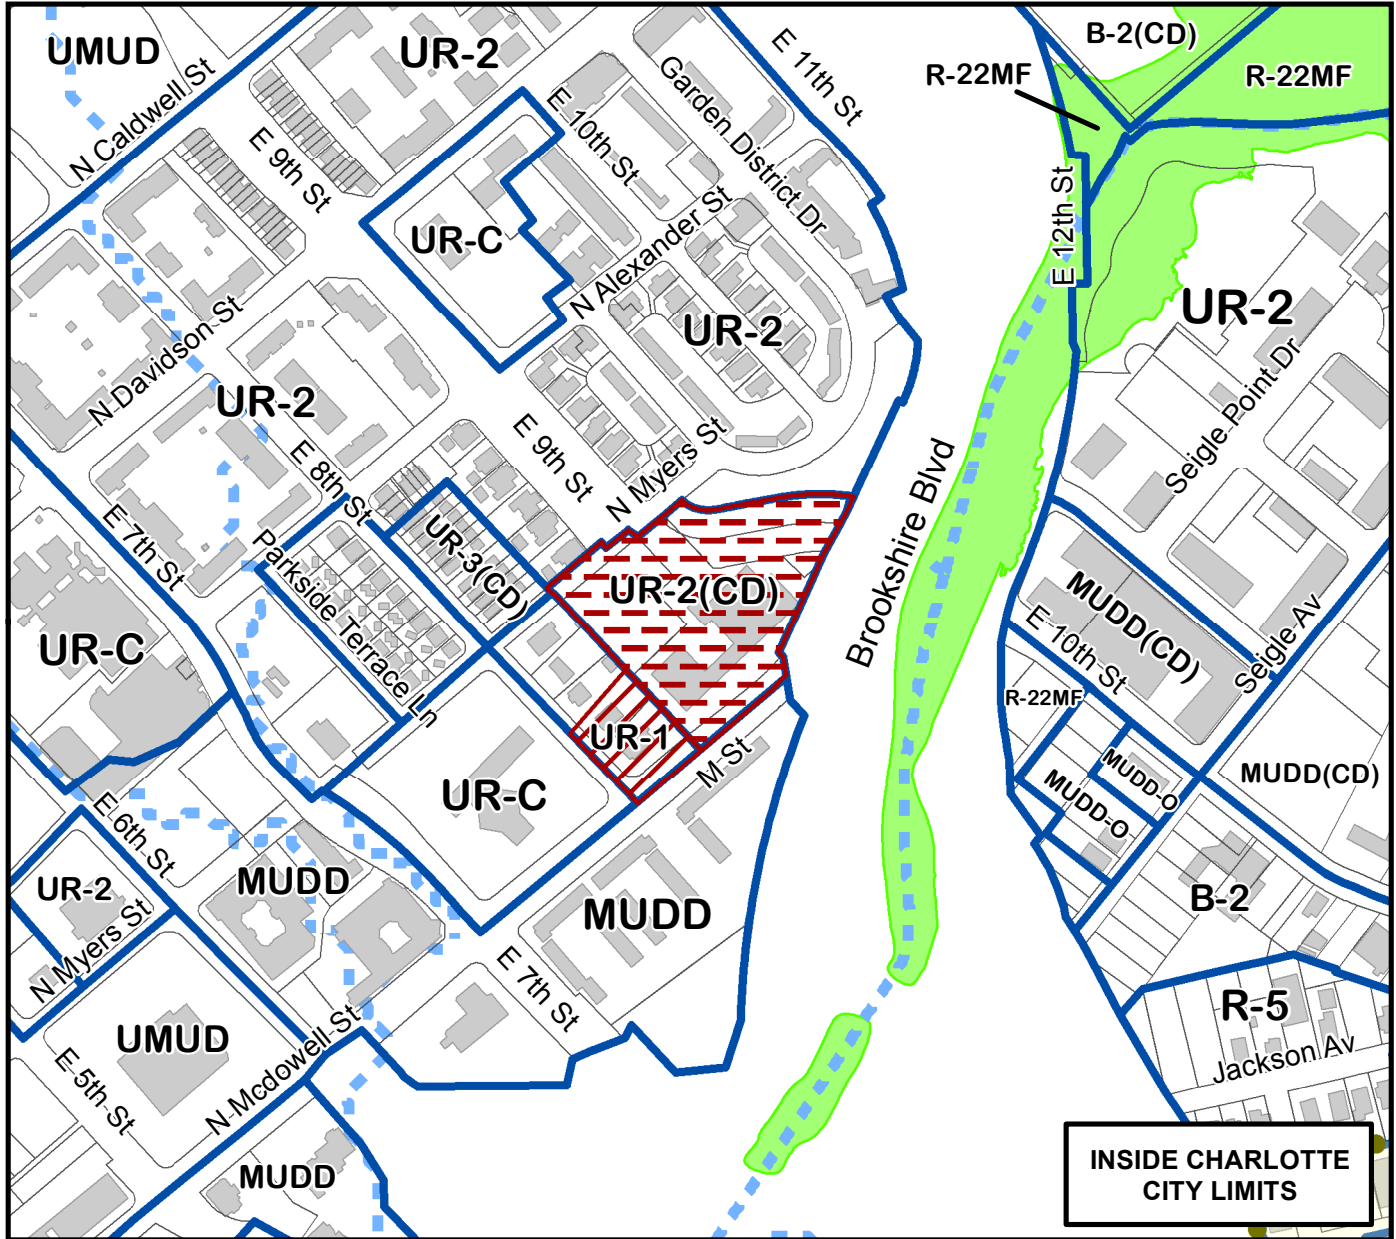 UMUD
UR-2
B-2(CD)
R-22MF
R-22MF
E 11th St
N Caldwell St
Garden District Dr
E 10th St
E 9th St
E 12th St
UR-C
N Alexander St
UR-2
UR-2
N Davidson St
UR-2
Seigle Point Dr
E 8th St
E 9th St
N Myers St
E 7th St
Parkside Terrace Ln
UR-3(CD)
UR-2(CD)
Brookshire Blvd
MUDD(CD)
E 10th St
Seigle Av
UR-C
R-22MF
UR-1
M St
UR-C
MUDD-O
MUDD-O
MUDD(CD)
E 6th St
UR-2
MUDD
MUDD
B-2
N Myers St
E 7th St
UMUD
N Mcdowell St
R-5
E 5th St
Jackson Av
MUDD
INSIDE CHARLOTTE
CITY LIMITS